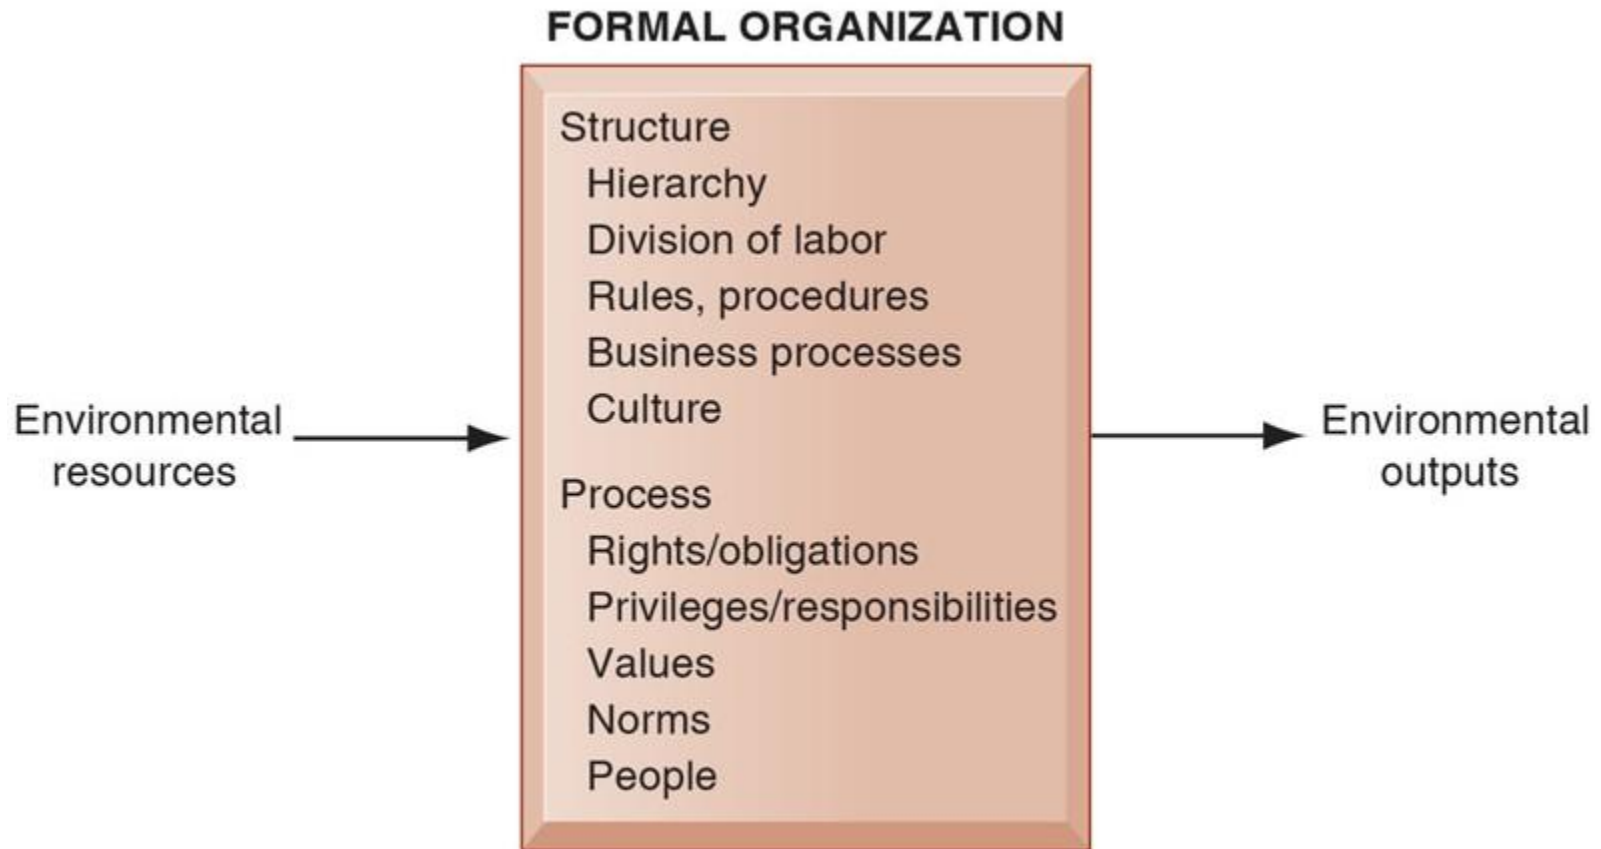 FORMAL ORGANIZATION
Structure
Hierarchy
Division of labor
Rules, procedures
Business processes
Culture
Process
Rights/obligations
Privileges/responsibilities
Values
Norms
People
Environmental
resources
Environmental
outputs